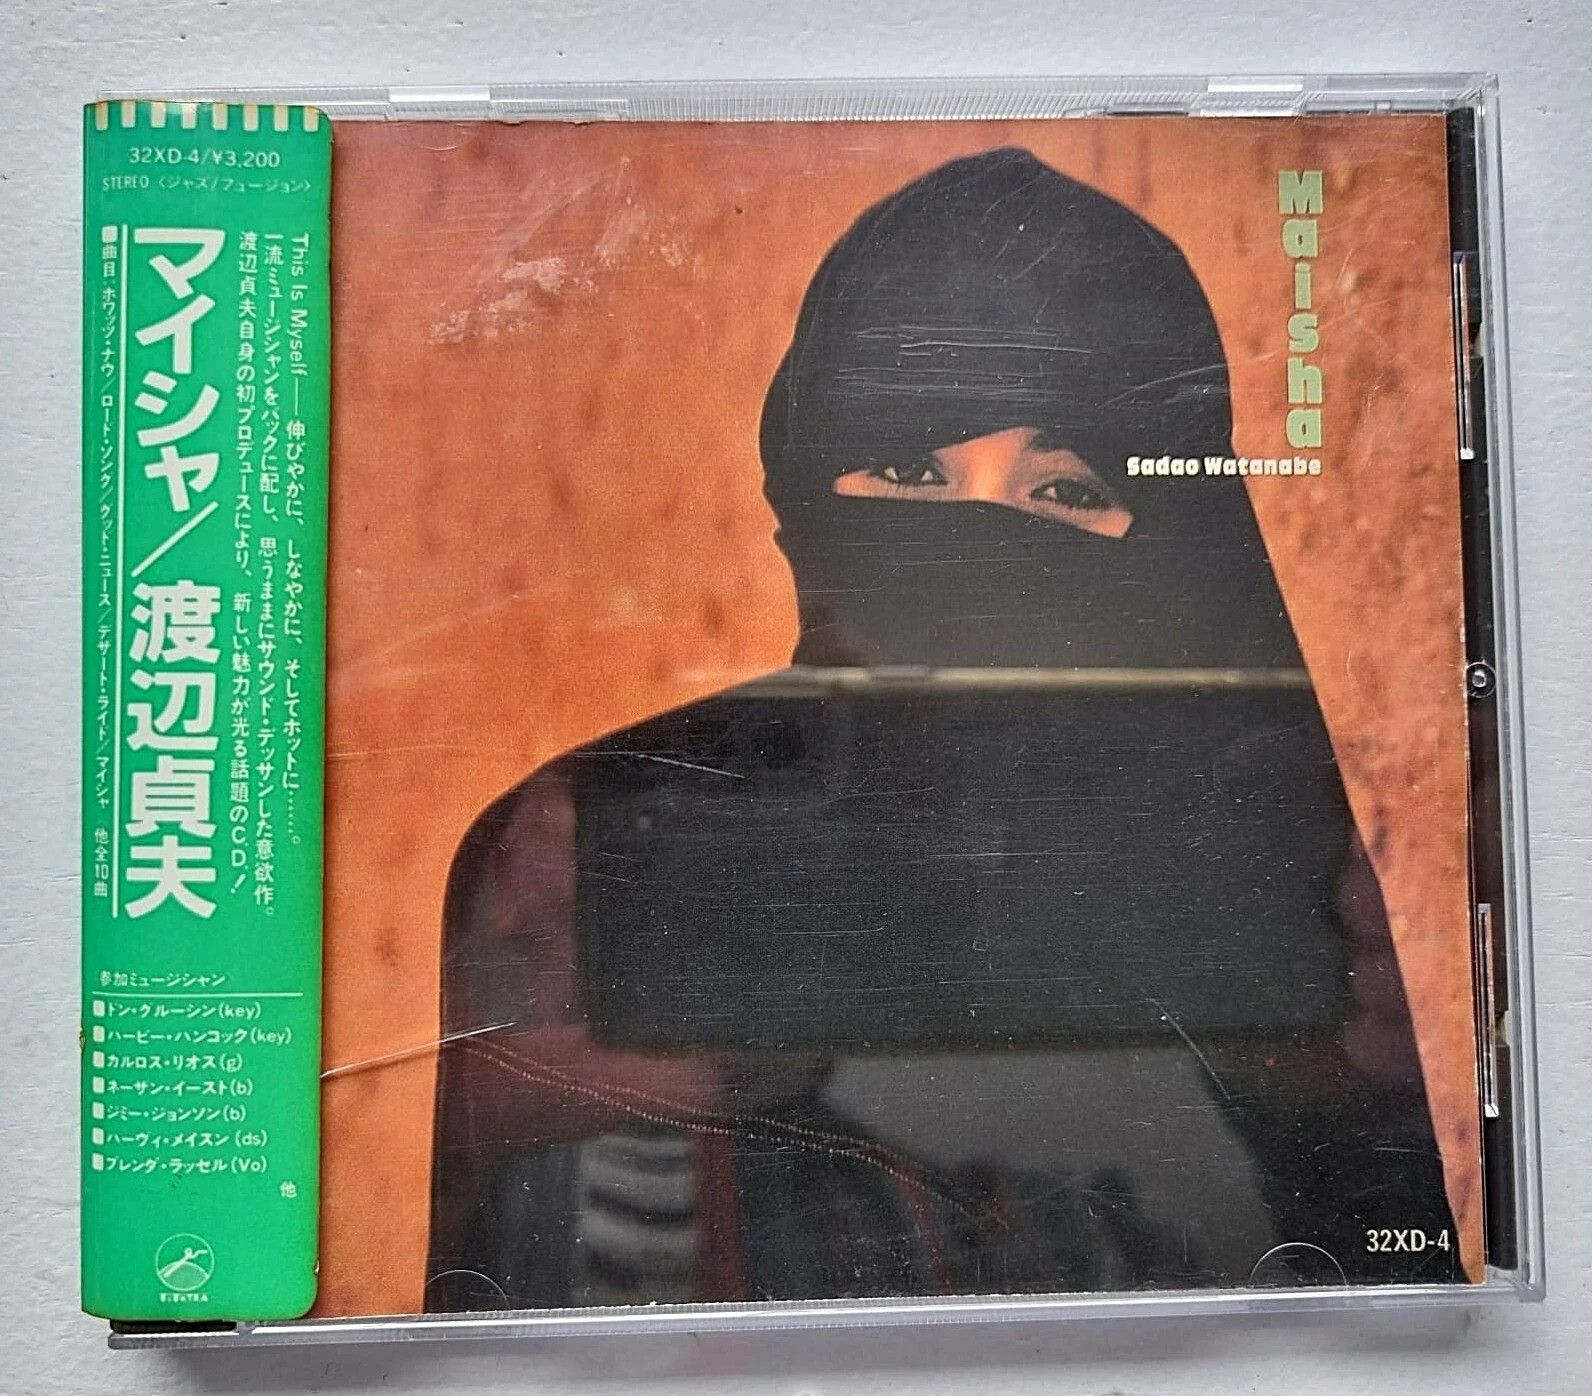 32XD-4/¥3,200
STEREO 〈ジャズ/フュージョン〉
This Is Myself——伸びやかに、しなやかに、そしてホットに……。
一流ミュージシャンをバックに配し、思うままにサウンド・デッサンした意欲作。
渡辺貞夫自身の初プロデュースにより、新しい魅力が光る話題のC.D.!
マイシャ/渡辺貞夫
■曲目:ホワッツ・ナウ/ロード・ソング/グッド・ニュース/デザート・ライド/マイシャ 他全10曲
参加ミュージシャン
■ドン・グルーシン(key)
■ハービー・ハンコック(key)
■カルロス・リオス(g)
■ネーサン・イースト(b)
■ジミー・ジョンソン(b)
■ハーヴィ・メイスン(ds)
■ブレンダ・ラッセル(Vo)
他
Maisha
Sadao Watanabe
32XD-4